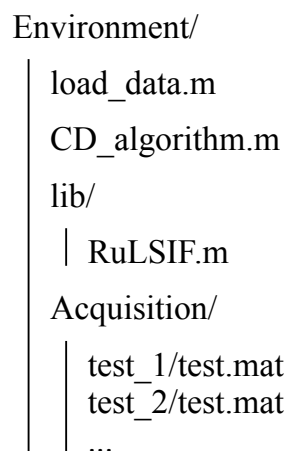 Environment/
load_data.m
CD_algorithm.m
lib/
RuLSIF.m
Acquisition/
test_1/test.mat
test_2/test.mat
...